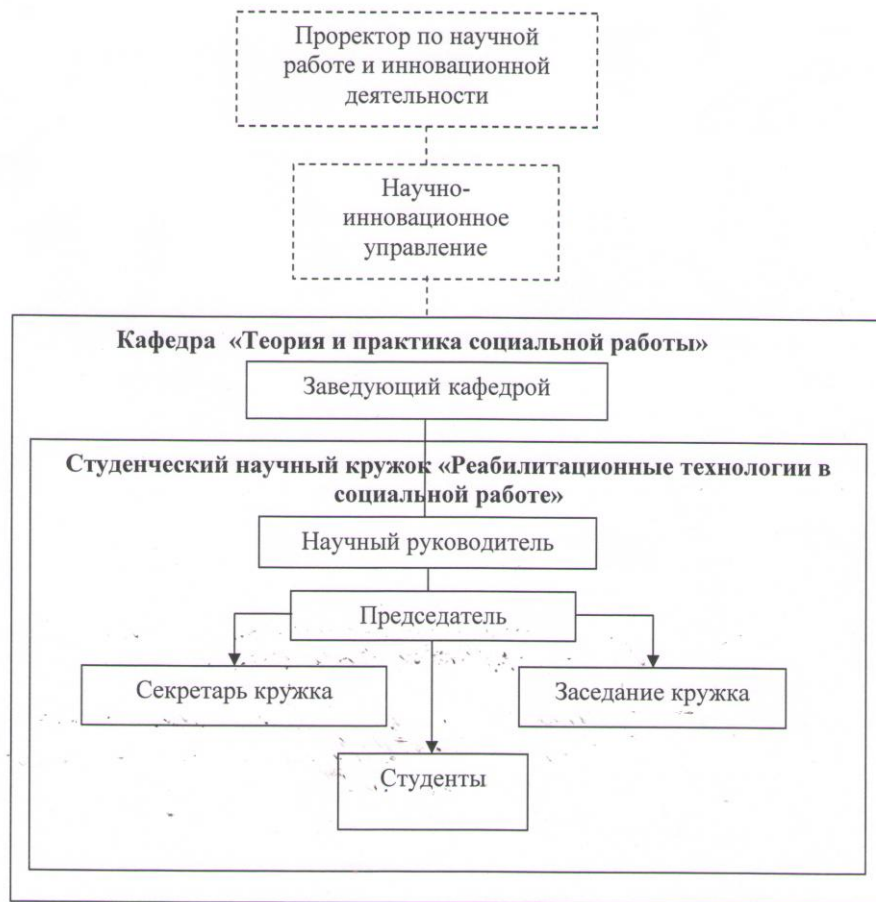 Проректор по научной
работе и инновационной
деятельности
Научно-
инновационное
управление
Кафедра «Теория и практика социальной работы»
Заведующий кафедрой
Студенческий научный кружок «Реабилитационные технологии в
социальной работе»
Научный руководитель
Председатель
Секретарь кружка
Заседание кружка
Студенты